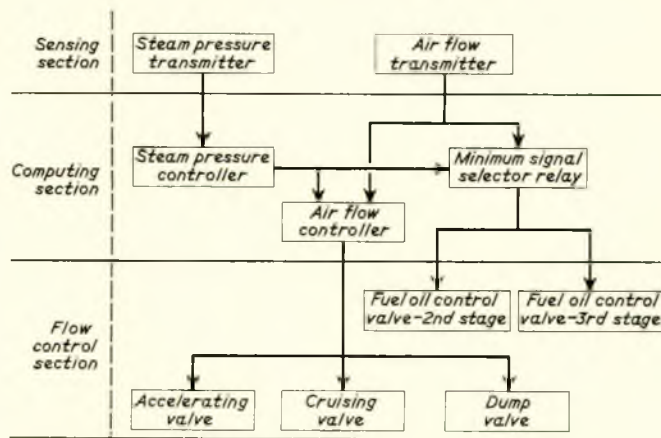 Sensing
section
Steam pressure
transmitter
Air flow
transmitter
Computing
section
Steam pressure
controller
Minimum signal
selector relay
Air flow
controller
Flow
control
section
Fuel oil control
valve-2nd stage
Fuel oil control
valve-3rd stage
Accelerating
valve
Cruising
valve
Dump
valve